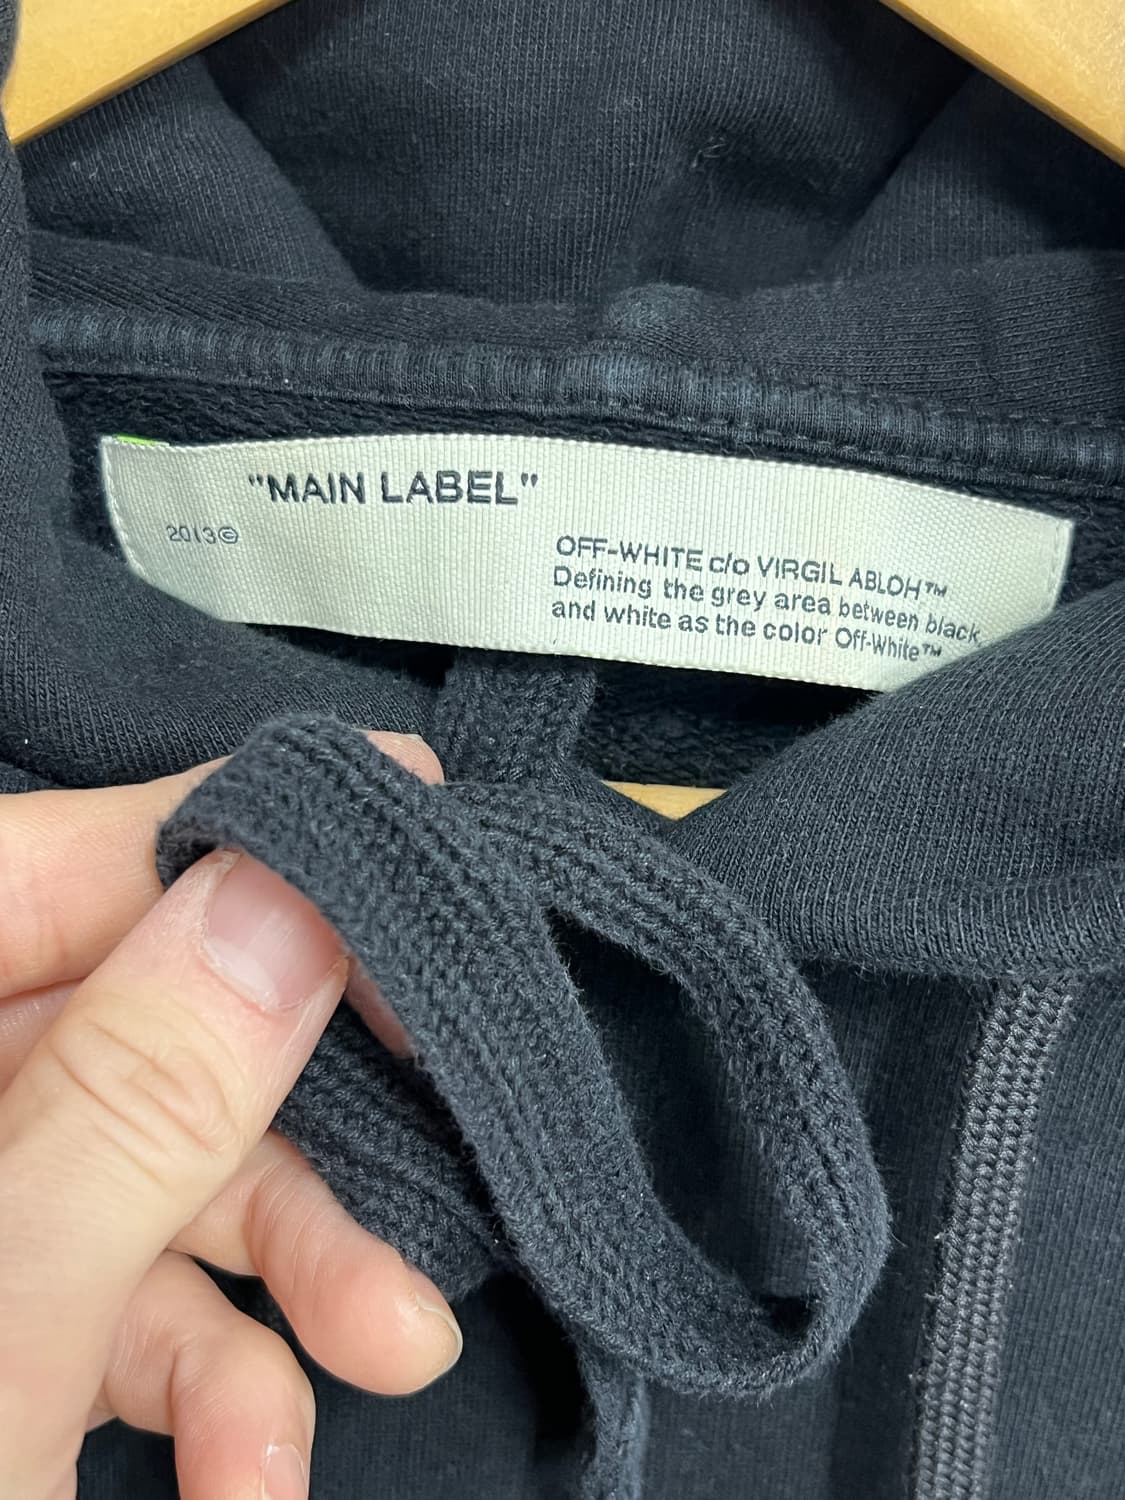 "MAIN LABEL"
2013©
OFF-WHITE c/o VIRGIL ABLOH™
Defining the grey area between black
and white as the color Off-White™